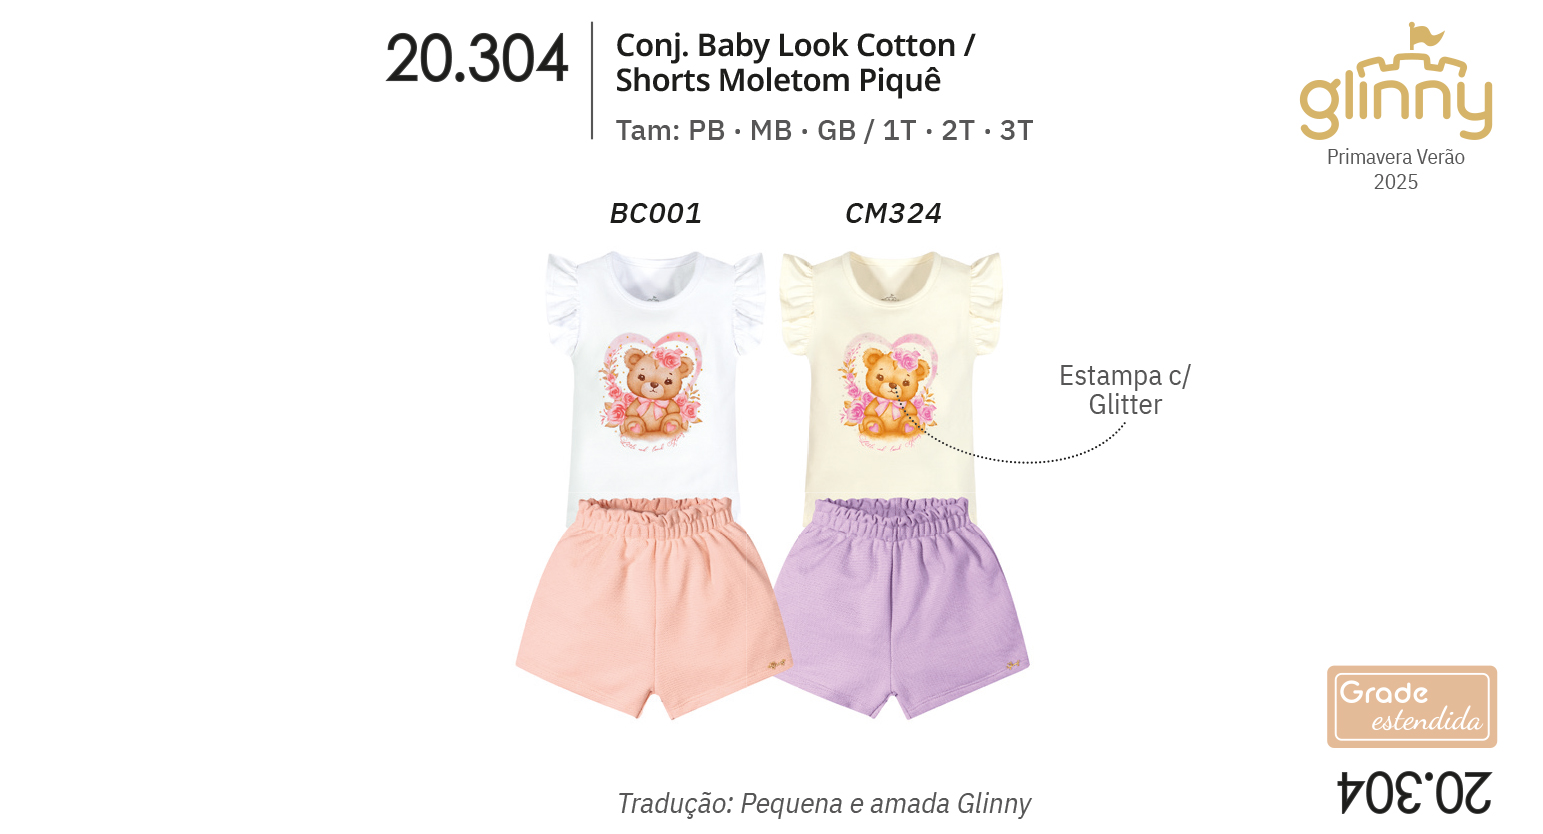 20.304
Conj. Baby Look Cotton /
Shorts Moletom Piquê
Tam: PB • MB • GB / 1T • 2T • 3T
glinny
Primavera Verão
2025
BC001
CM324
Estampa c/
Glitter
Grade
estendida
20.304
Tradução: Pequena e amada Glinny